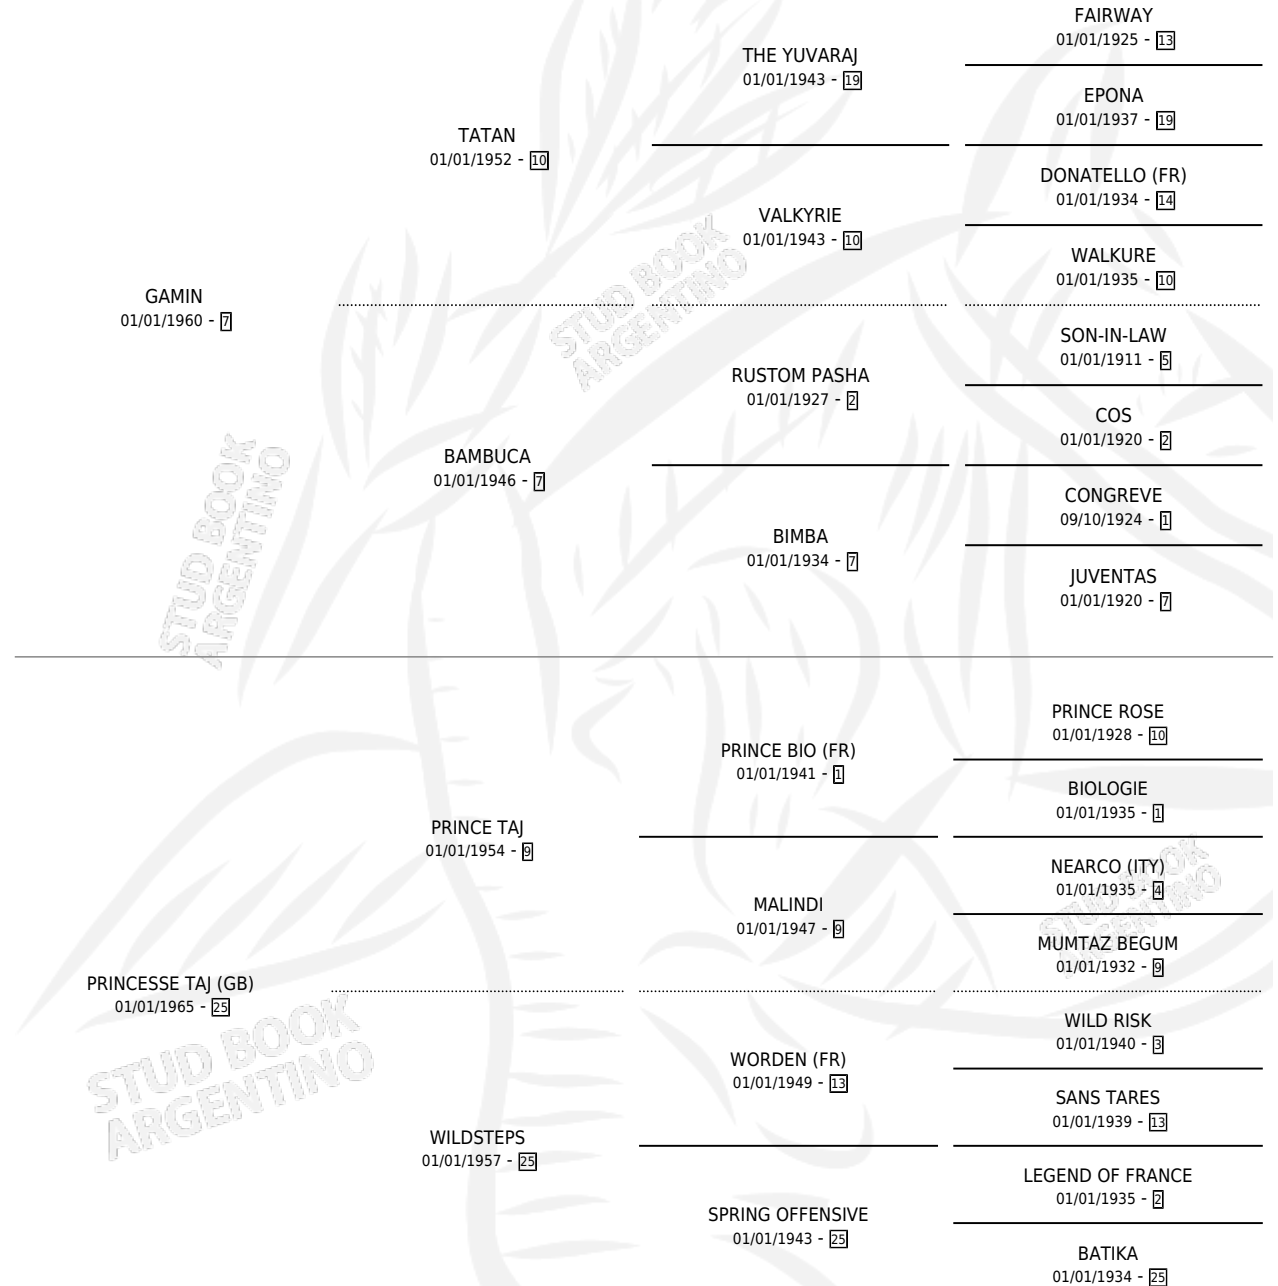 FAIRWAY
01/01/1925 - 13
THE YUVARAJ
01/01/1943 - 19
EPONA
01/01/1937 - 19
TATAN
01/01/1952 - 10
DONATELLO (FR)
01/01/1934 - 14
VALKYRIE
01/01/1943 - 10
WALKURE
01/01/1935 - 10
GAMIN
01/01/1960 - 7
STUD BOOK
ARGENTINO
SON-IN-LAW
01/01/1911 - 5
RUSTOM PASHA
01/01/1927 - 2
COS
01/01/1920 - 2
BAMBUCA
01/01/1946 - 7
CONGREVE
09/10/1924 - 1
BIMBA
01/01/1934 - 7
JUVENTAS
01/01/1920 - 7
STUD BOOK
ARGENTINO
PRINCE ROSE
01/01/1928 - 10
PRINCE BIO (FR)
01/01/1941 - 1
BIOLOGIE
01/01/1935 - 1
PRINCE TAJ
01/01/1954 - 9
NEARCO (ITY)
01/01/1935 - 4
MALINDI
01/01/1947 - 9
STUD BOOK
ARGENTINO
MUMTAZ BEGUM
01/01/1932 - 9
PRINCESSE TAJ (GB)
01/01/1965 - 25
WILD RISK
01/01/1940 - 3
WORDEN (FR)
01/01/1949 - 13
SANS TARES
01/01/1939 - 13
STUD BOOK
ARGENTINO
WILDSTEPS
01/01/1957 - 25
LEGEND OF FRANCE
01/01/1935 - 2
SPRING OFFENSIVE
01/01/1943 - 25
BATIKA
01/01/1934 - 25